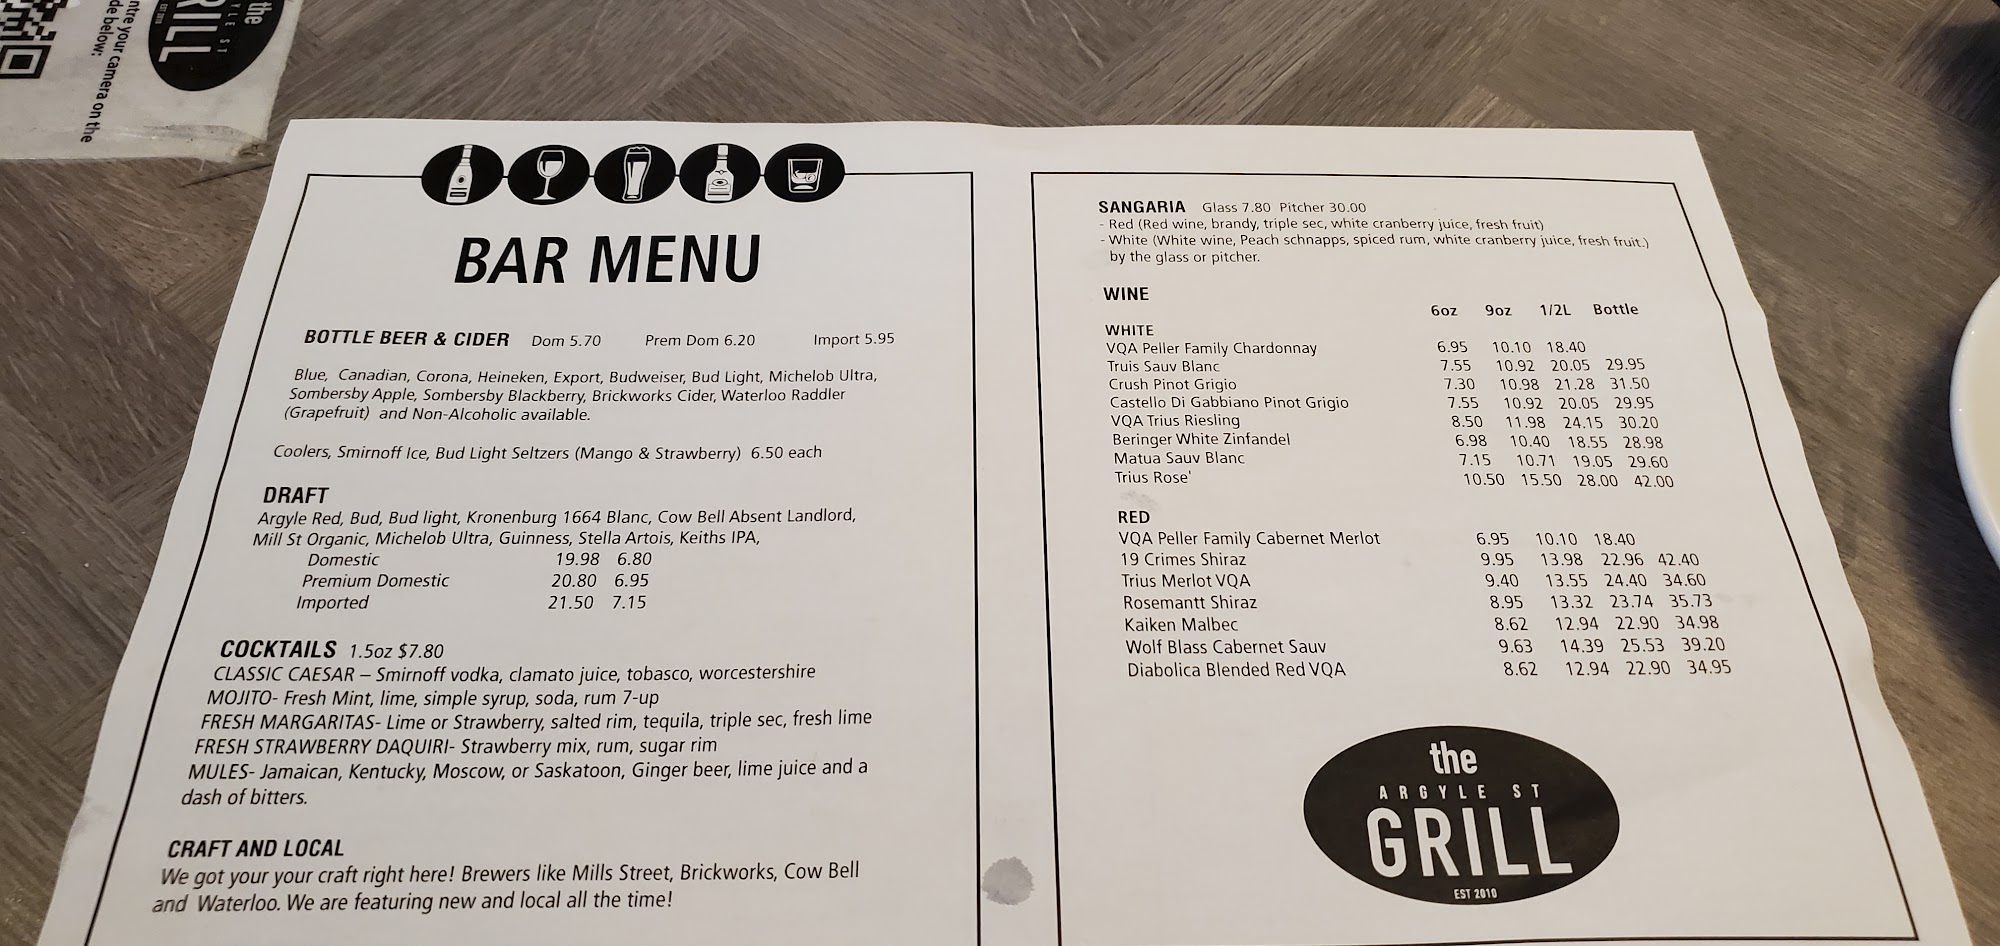 the
YLE ST
RILL
EST 2010
ntre your camera on the
de below:
BAR MENU
BOTTLE BEER & CIDER Dom 5.70 Prem Dom 6.20 Import 5.95
Blue, Canadian, Corona, Heineken, Export, Budweiser, Bud Light, Michelob Ultra,
Sombersby Apple, Sombersby Blackberry, Brickworks Cider, Waterloo Raddler
(Grapefruit) and Non-Alcoholic available.
Coolers, Smirnoff Ice, Bud Light Seltzers (Mango & Strawberry) 6.50 each
DRAFT
Argyle Red, Bud, Bud light, Kronenburg 1664 Blanc, Cow Bell Absent Landlord,
Mill St Organic, Michelob Ultra, Guinness, Stella Artois, Keiths IPA,
Domestic 19.98 6.80
Premium Domestic 20.80 6.95
Imported 21.50 7.15
COCKTAILS 1.5oz $7.80
CLASSIC CAESAR – Smirnoff vodka, clamato juice, tobasco, worcestershire
MOJITO- Fresh Mint, lime, simple syrup, soda, rum 7-up
FRESH MARGARITAS- Lime or Strawberry, salted rim, tequila, triple sec, fresh lime
FRESH STRAWBERRY DAQUIRI- Strawberry mix, rum, sugar rim
MULES- Jamaican, Kentucky, Moscow, or Saskatoon, Ginger beer, lime juice and a
dash of bitters.
CRAFT AND LOCAL
We got your your craft right here! Brewers like Mills Street, Brickworks, Cow Bell
and Waterloo. We are featuring new and local all the time!
SANGARIA Glass 7.80 Pitcher 30.00
- Red (Red wine, brandy, triple sec, white cranberry juice, fresh fruit)
- White (White wine, Peach schnapps, spiced rum, white cranberry juice, fresh fruit.)
by the glass or pitcher.
WINE
6oz 9oz 1/2L Bottle
WHITE
VQA Peller Family Chardonnay 6.95 10.10 18.40
Truis Sauv Blanc 7.55 10.92 20.05 29.95
Crush Pinot Grigio 7.30 10.98 21.28 31.50
Castello Di Gabbiano Pinot Grigio 7.55 10.92 20.05 29.95
VQA Trius Riesling 8.50 11.98 24.15 30.20
Beringer White Zinfandel 6.98 10.40 18.55 28.98
Matua Sauv Blanc 7.15 10.71 19.05 29.60
Trius Rose' 10.50 15.50 28.00 42.00
RED
VQA Peller Family Cabernet Merlot 6.95 10.10 18.40
19 Crimes Shiraz 9.95 13.98 22.96 42.40
Trius Merlot VQA 9.40 13.55 24.40 34.60
Rosemantt Shiraz 8.95 13.32 23.74 35.73
Kaiken Malbec 8.62 12.94 22.90 34.98
Wolf Blass Cabernet Sauv 9.63 14.39 25.53 39.20
Diabolica Blended Red VQA 8.62 12.94 22.90 34.95
the
ARGYLE ST
GRILL
EST 2010